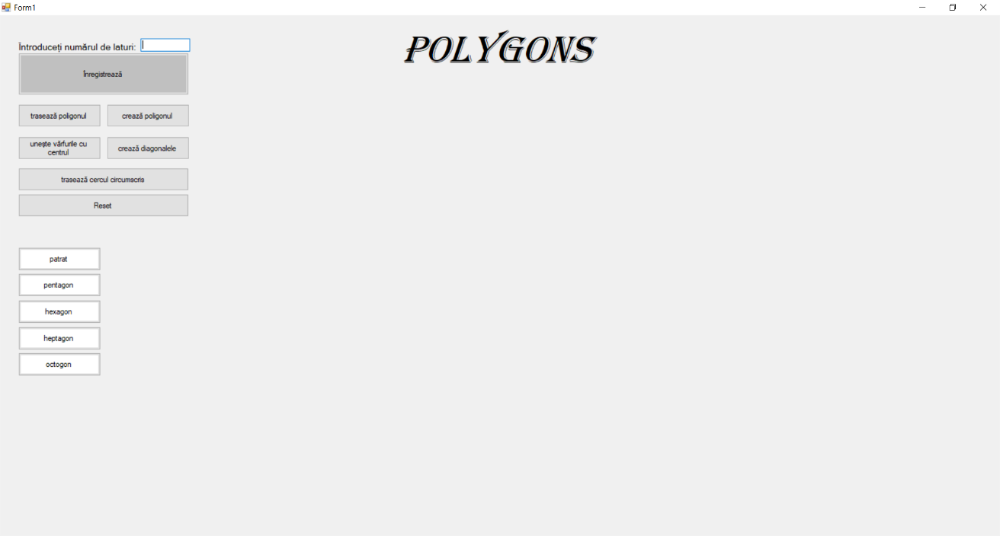 Form1
POLYGONS
Întroduceți numărul de laturi:
Înregistrează
trasează poligonul
crează poligonul
unește vârfurile cu
centrul
crează diagonalele
trasează cercul circumscris
Reset
patrat
pentagon
hexagon
heptagon
octogon